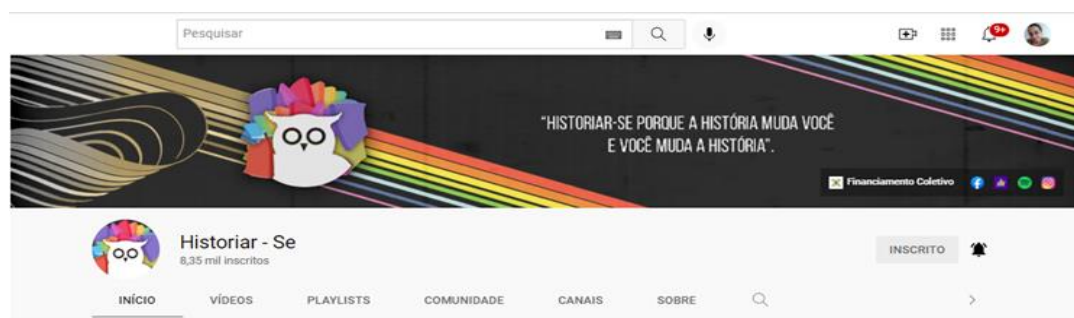 Pesquisar
9+
"HISTORIAR-SE PORQUE A HISTÓRIA MUDA VOCÊ
E VOCÊ MUDA A HISTÓRIA".
Financiamento Coletivo
Historiar - Se
8,35 mil inscritos
INSCRITO
INÍCIO VÍDEOS PLAYLISTS COMUNIDADE CANAIS SOBRE